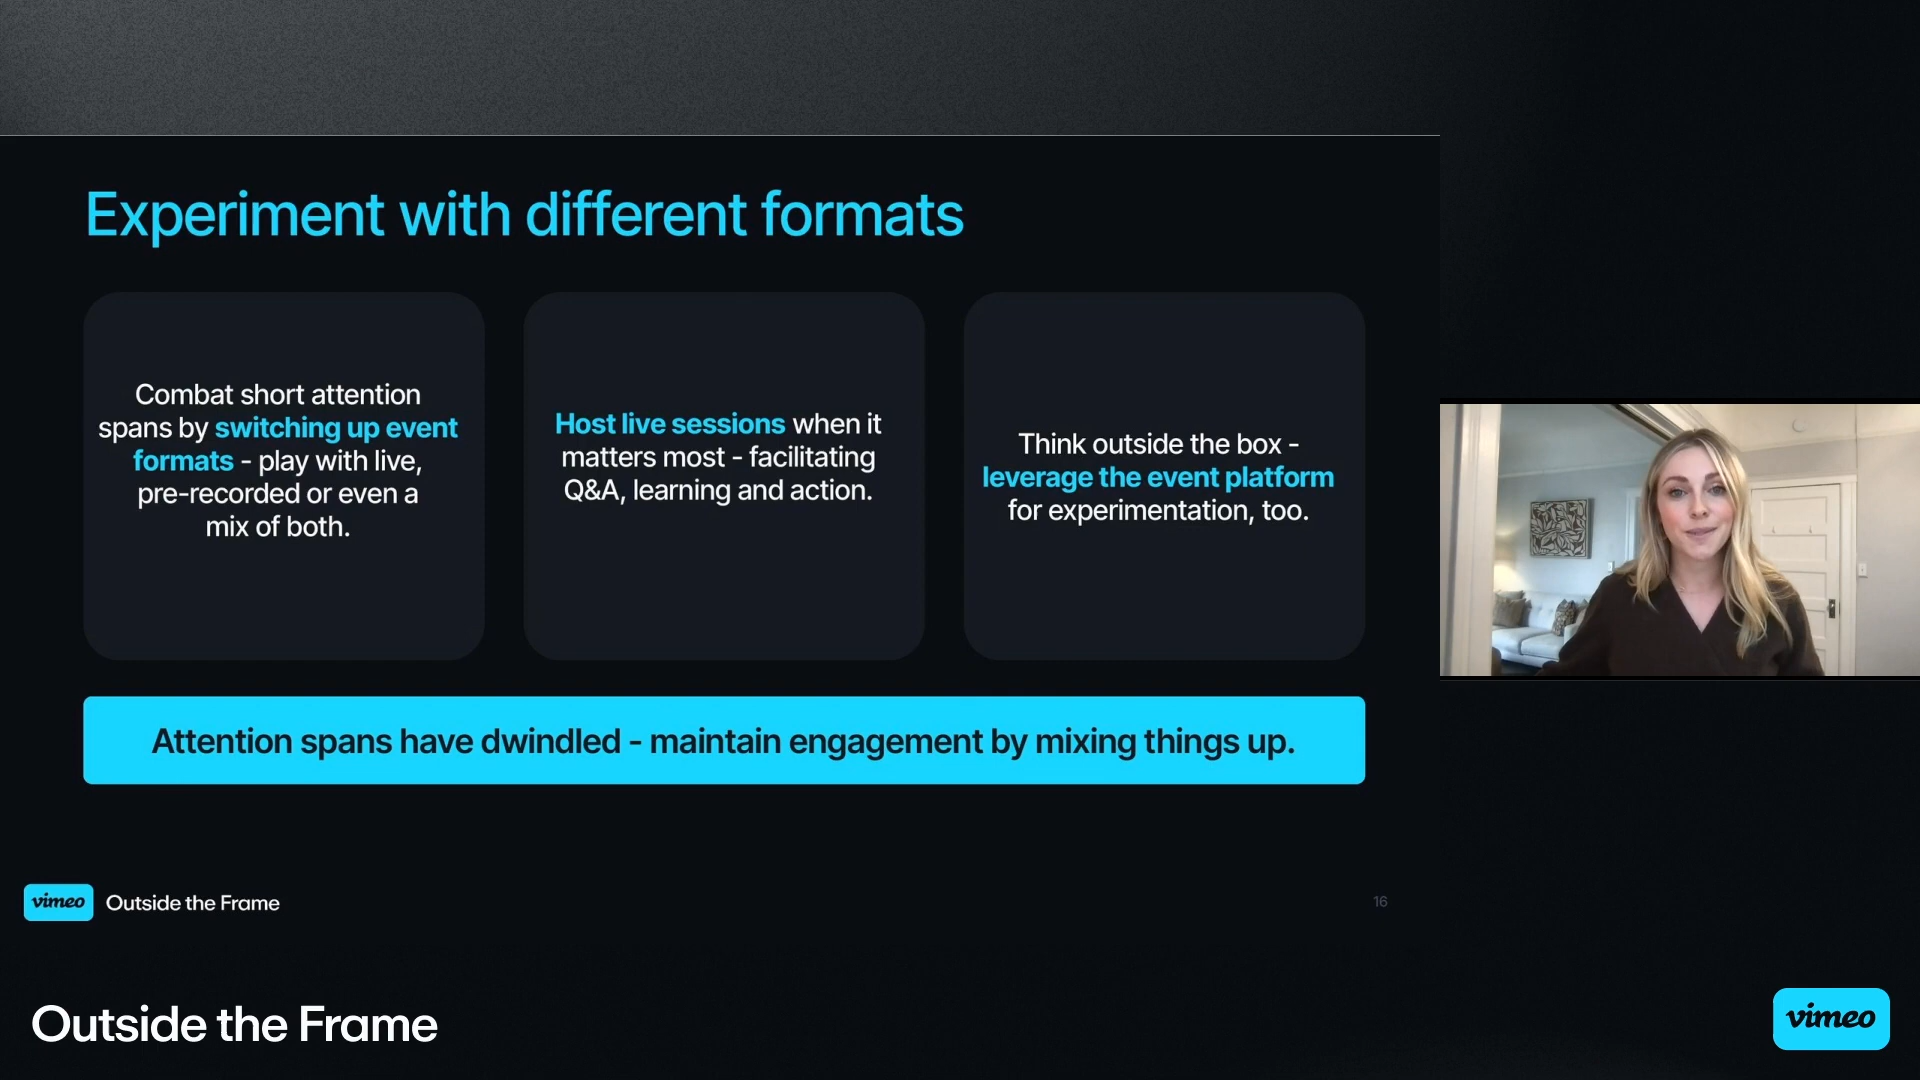 Experiment with different formats
Combat short attention
spans by switching up event
formats - play with live,
pre-recorded or even a
mix of both.
Host live sessions when it
matters most - facilitating
Q&A, learning and action.
Think outside the box -
leverage the event platform
for experimentation, too.
Attention spans have dwindled - maintain engagement by mixing things up.
vimeo Outside the Frame
16
Outside the Frame
vimeo